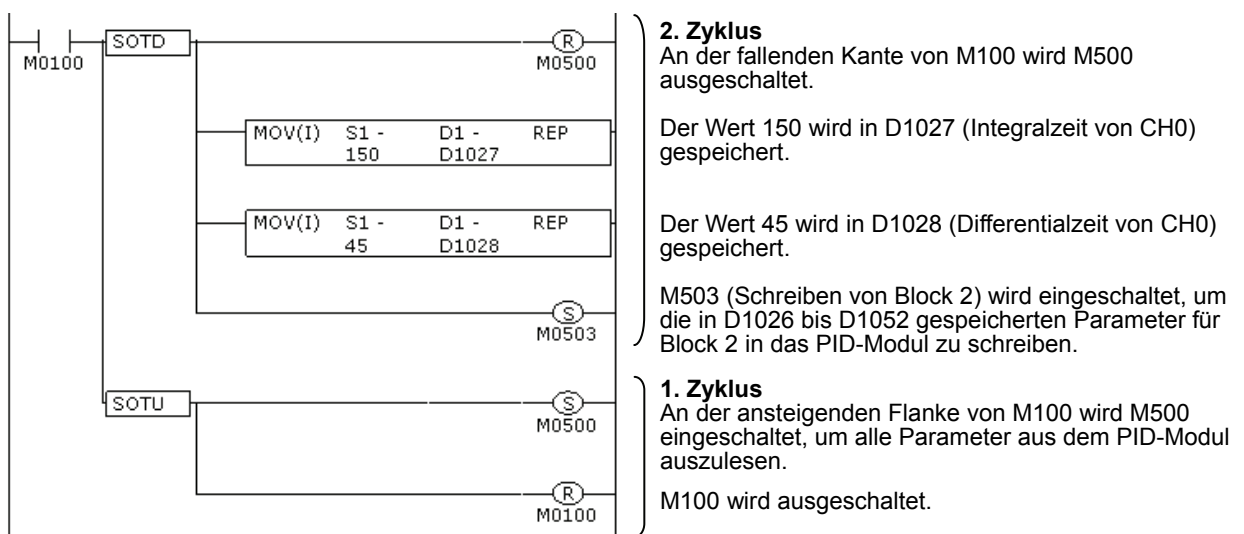 M0100
SOTD
R
M0500
MOV(I) S1 - D1 - REP
150 D1027
MOV(I) S1 - D1 - REP
45 D1028
S
M0503
SOTU
S
M0500
R
M0100
2. Zyklus
An der fallenden Kante von M100 wird M500
ausgeschaltet.
Der Wert 150 wird in D1027 (Integralzeit von CH0)
gespeichert.
Der Wert 45 wird in D1028 (Differentialzeit von CH0)
gespeichert.
M503 (Schreiben von Block 2) wird eingeschaltet, um
die in D1026 bis D1052 gespeicherten Parameter für
Block 2 in das PID-Modul zu schreiben.
1. Zyklus
An der ansteigenden Flanke von M100 wird M500
eingeschaltet, um alle Parameter aus dem PID-Modul
auszulesen.
M100 wird ausgeschaltet.